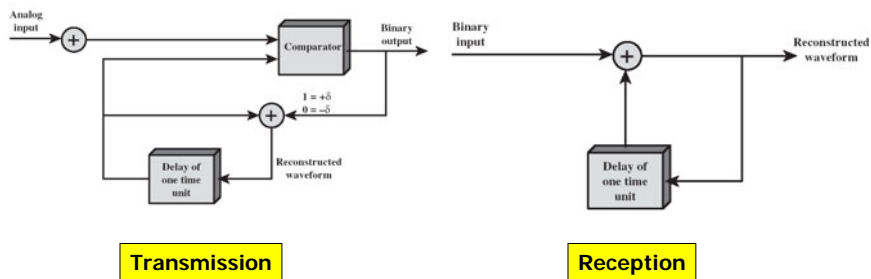 Analog
input
+
Comparator
Binary
output
1 = +δ
0 = –δ
+
Delay of
one time
unit
Reconstructed
waveform
Transmission
Binary
input
+
Reconstructed
waveform
Delay of
one time
unit
Reception